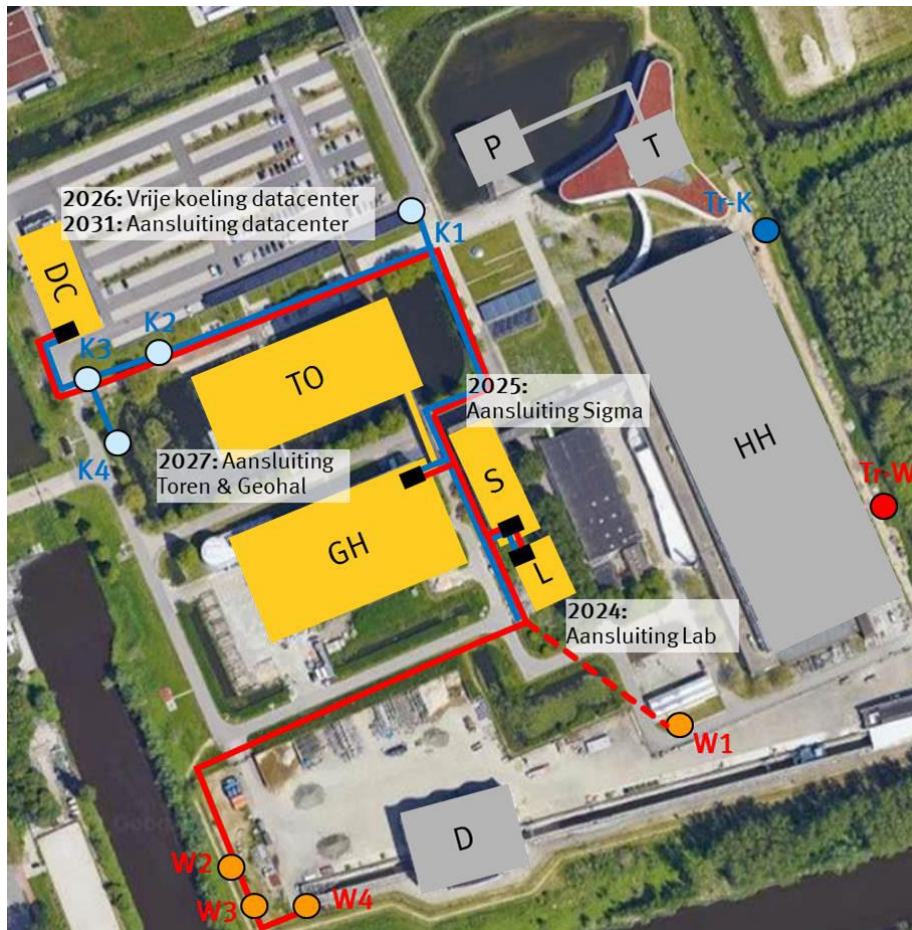 P
T
2026: Vrije koeling datacenter
2031: Aansluiting datacenter
K1
Tr-K
DC
K2
K3
TO
2025:
Aansluiting Sigma
K4
2027: Aansluiting
Toren & Geohal
S
HH
Tr-W
GH
L
2024:
Aansluiting Lab
W1
D
W2
W3
W4